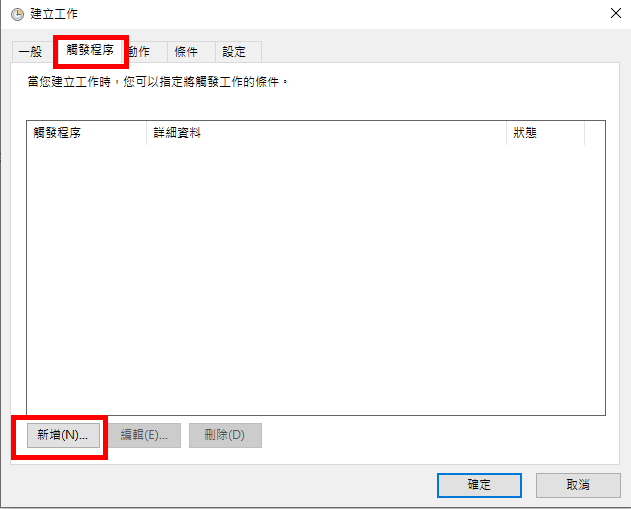 建立工作
一般 觸發程序 動作 條件 設定
當您建立工作時，您可以指定將觸發工作的條件。
觸發程序 詳細資料 狀態
新增(N)... 編輯(E)... 刪除(D)
確定 取消